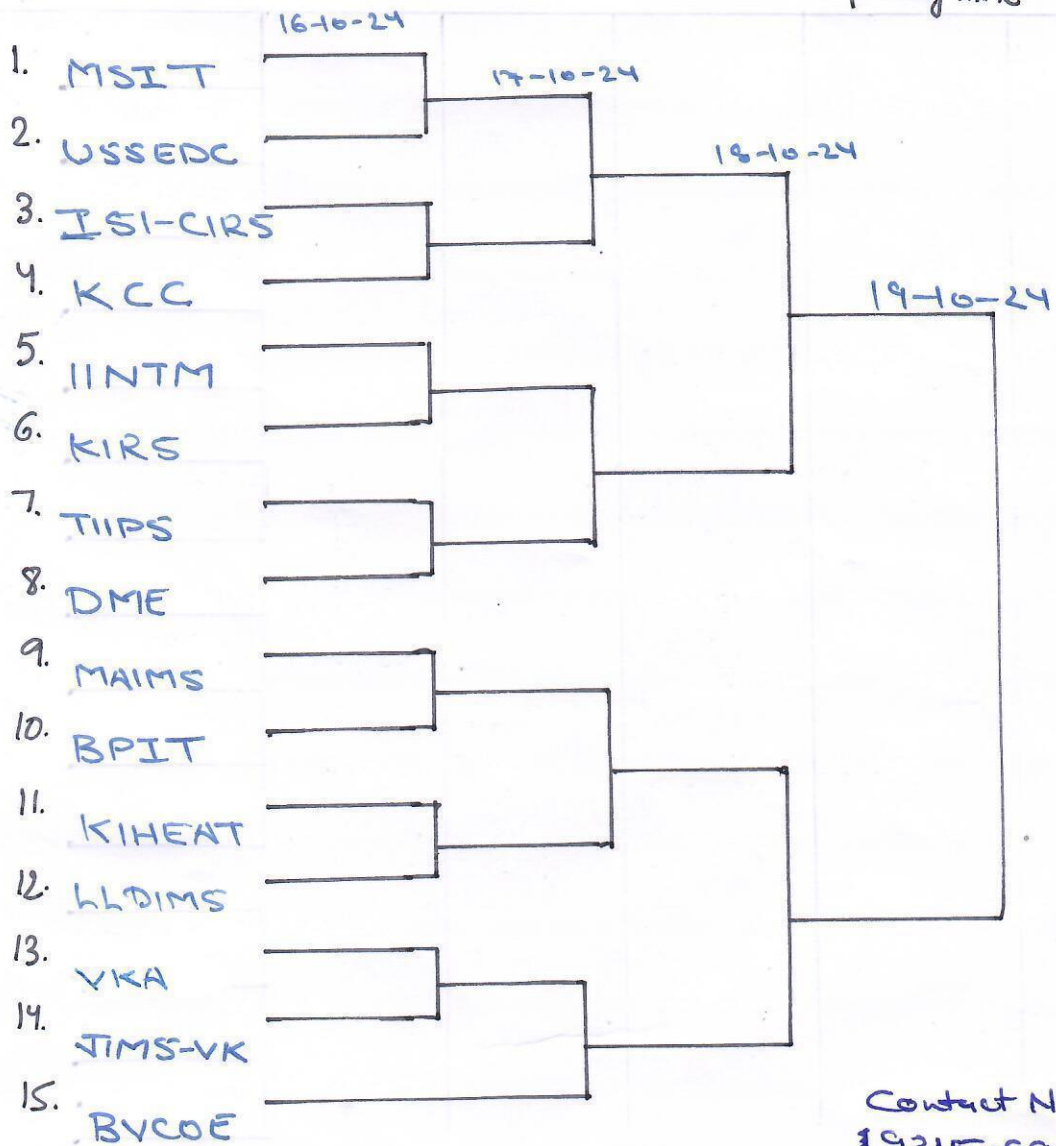 16-10-24
1. MSIT
17-10-24
2. USSEDC
18-10-24
3. ISI-CIRS
4. KCC
19-10-24
5. IINTM
6. KIRS
7. TIIPS
8. DME
9. MAIMS
10. BPIT
11. KIHEAT
12. LLDIMS
13. VKA
14. JIMS-VK
15. BVCOE
Contact N